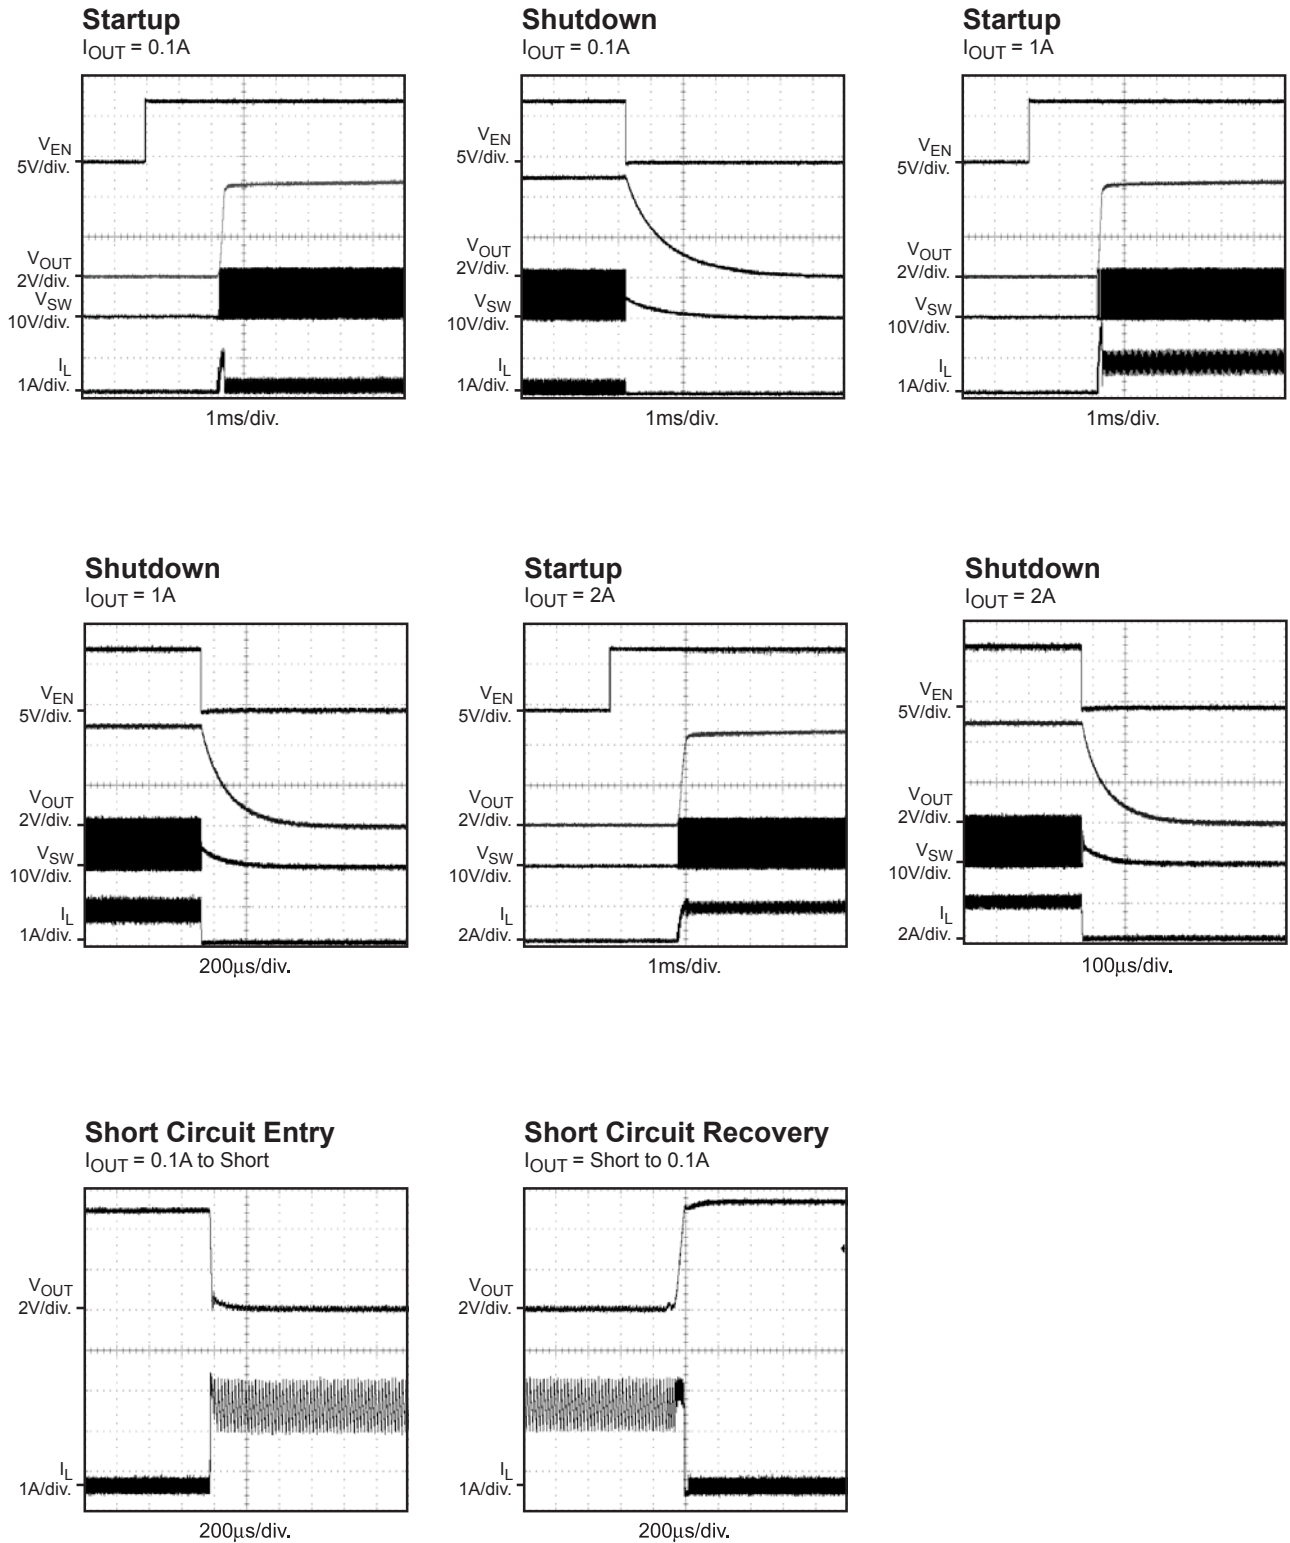 Startup
IOUT = 0.1A
VEN
5V/div.
VOUT
2V/div.
VSW
10V/div.
IL
1A/div.
1ms/div.
Shutdown
IOUT = 0.1A
VEN
5V/div.
VOUT
2V/div.
VSW
10V/div.
IL
1A/div.
1ms/div.
Startup
IOUT = 1A
VEN
5V/div.
VOUT
2V/div.
VSW
10V/div.
IL
1A/div.
1ms/div.
Shutdown
IOUT = 1A
VEN
5V/div.
VOUT
2V/div.
VSW
10V/div.
IL
1A/div.
200µs/div.
Startup
IOUT = 2A
VEN
5V/div.
VOUT
2V/div.
VSW
10V/div.
IL
2A/div.
1ms/div.
Shutdown
IOUT = 2A
VEN
5V/div.
VOUT
2V/div.
VSW
10V/div.
IL
2A/div.
100µs/div.
Short Circuit Entry
IOUT = 0.1A to Short
VOUT
2V/div.
IL
1A/div.
200µs/div.
Short Circuit Recovery
IOUT = Short to 0.1A
VOUT
2V/div.
IL
1A/div.
200µs/div.